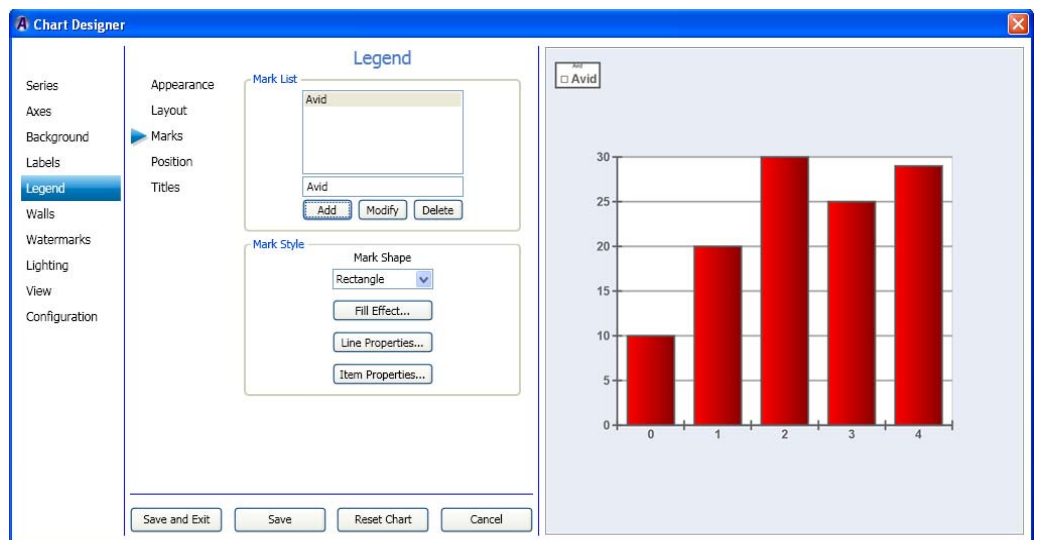 Chart Designer
Series
Axes
Background
Labels
Legend
Walls
Watermarks
Lighting
View
Configuration
Appearance
Layout
Marks
Position
Titles
Legend
Mark List
Avid
Avid
Add Modify Delete
Mark Style
Mark Shape
Rectangle
Fill Effect...
Line Properties...
Item Properties...
Save and Exit Save Reset Chart Cancel
Avid
30
25
20
15
10
5
0
0 1 2 3 4